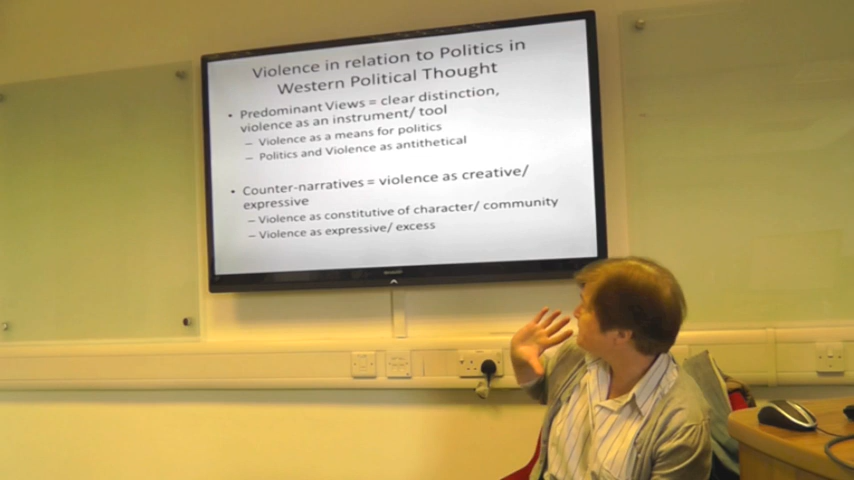 Violence in relation to Politics in
Western Political Thought
• Predominant Views = clear distinction,
violence as an instrument/ tool
– Violence as a means for politics
– Politics and Violence as antithetical
• Counter-narratives = violence as creative/
expressive
– Violence as constitutive of character/ community
– Violence as expressive/ excess